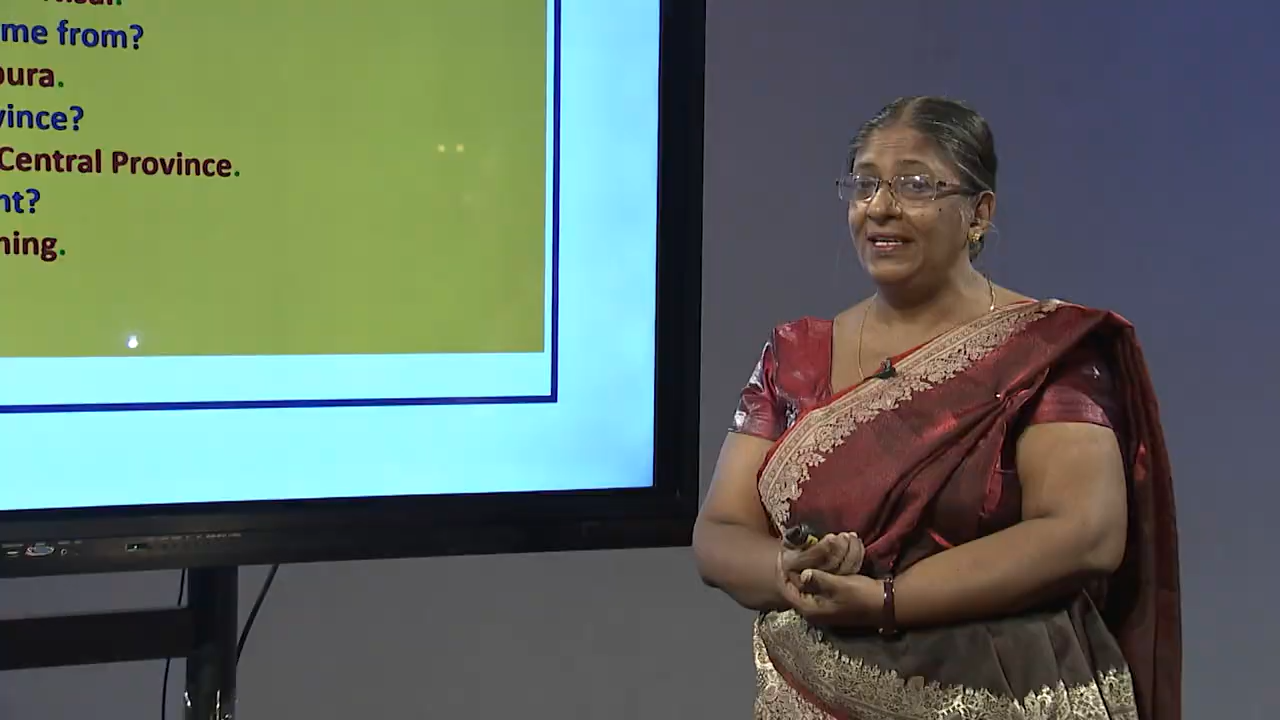 me from?
pura.
vince?
Central Province.
nt?
ning.